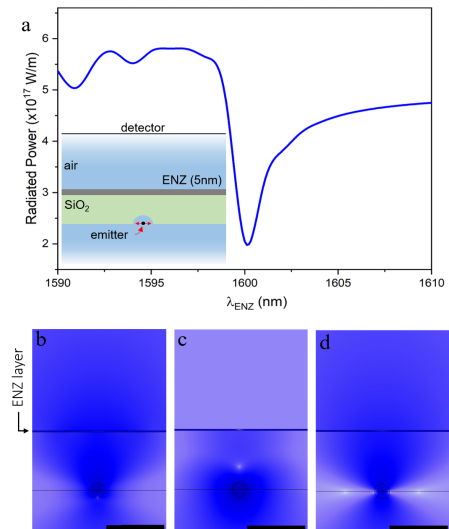 a
Radiated Power (x10¹⁷ W/m)
6
5
4
3
2
detector
air
ENZ (5nm)
SiO₂
emitter
1590
1595
1600
1605
1610
λENZ (nm)
ENZ layer
b
c
d